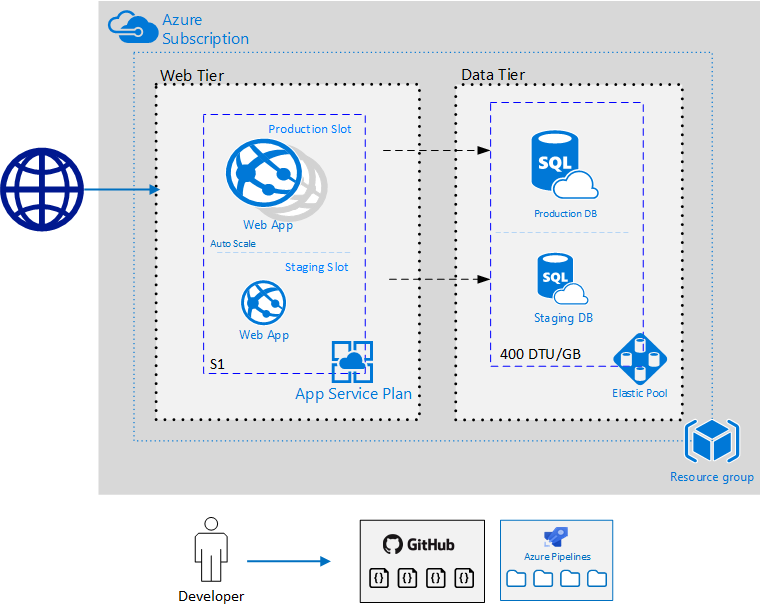 Azure
Subscription
Web Tier
Data Tier
Production Slot
Web App
Auto Scale
Staging Slot
Web App
S1
App Service Plan
SQL
Production DB
SQL
Staging DB
400 DTU/GB
Elastic Pool
Resource group
Developer
GitHub
Azure Pipelines